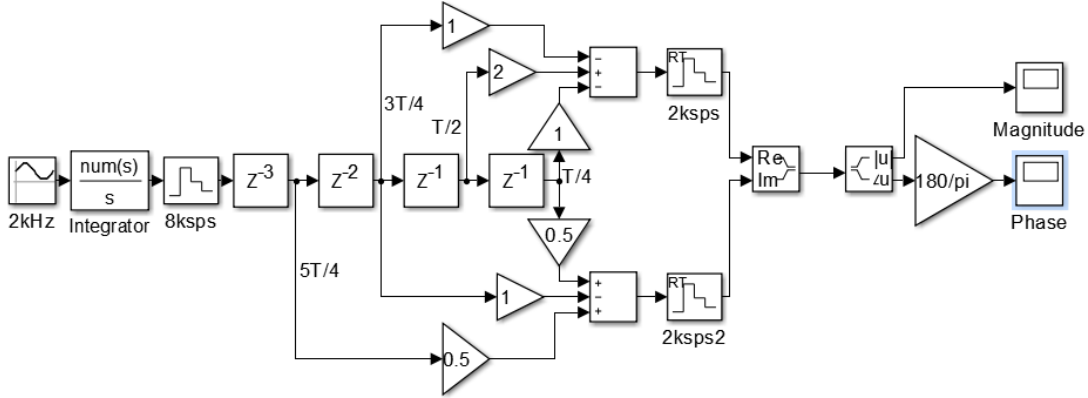 1
−
+
−
RT
2
3T/4
T/2
2ksps
Magnitude
1
num(s)
s
Z-3
Z-2
Z-1
Z-1
T/4
Re
Im
|u|
∠u
180/pi
2kHz
Integrator
8ksps
Phase
0.5
5T/4
+
−
+
RT
1
2ksps2
0.5